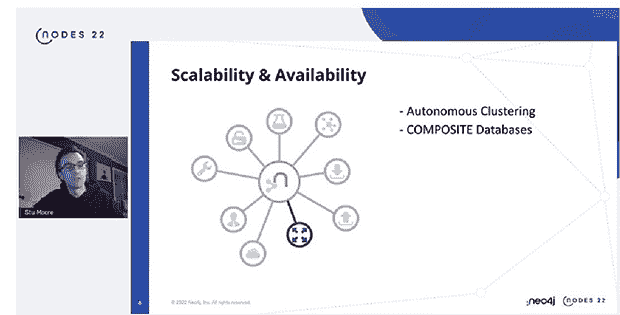 NODES 22
Scalability & Availability
- Autonomous Clustering
- COMPOSITE Databases
Stu Moore
6
© 2022 Neo4j, Inc. All rights reserved.
neo4j
NODES 22